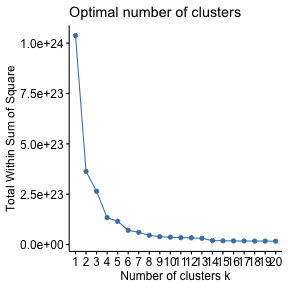 Optimal number of clusters
Total Within Sum of Square
1.0e+24
7.5e+23
5.0e+23
2.5e+23
0.0e+00
1 2 3 4 5 6 7 8 9 10 11 12 13 14 15 16 17 18 19 20
Number of clusters k